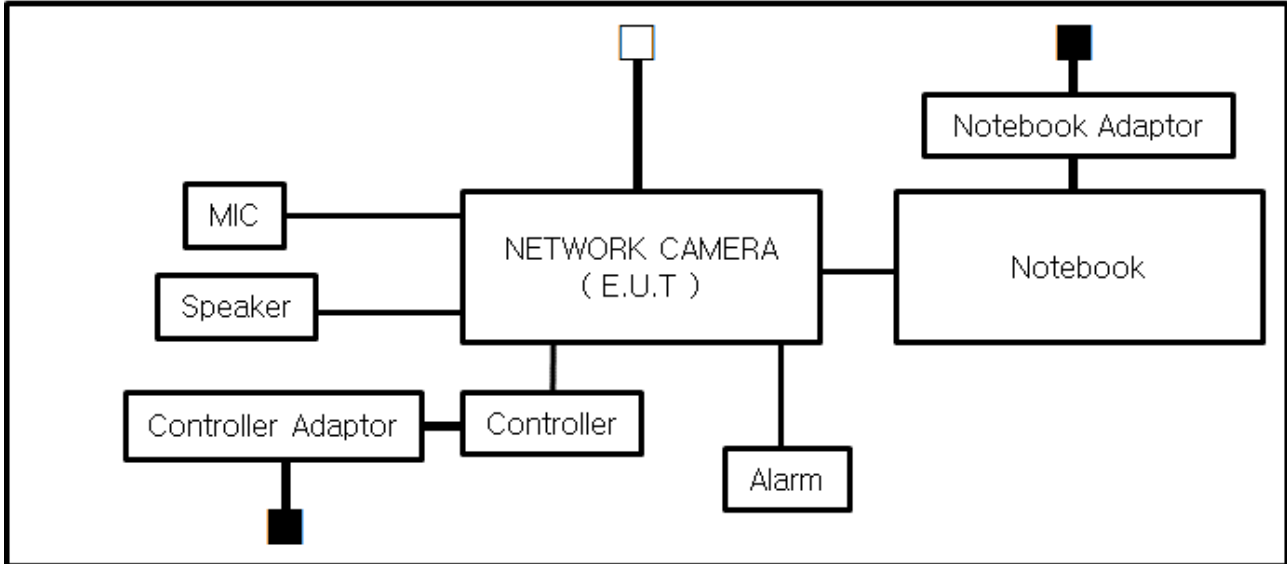 Notebook Adaptor
MIC
NETWORK CAMERA
( E.U.T )
Notebook
Speaker
Controller Adaptor
Controller
Alarm